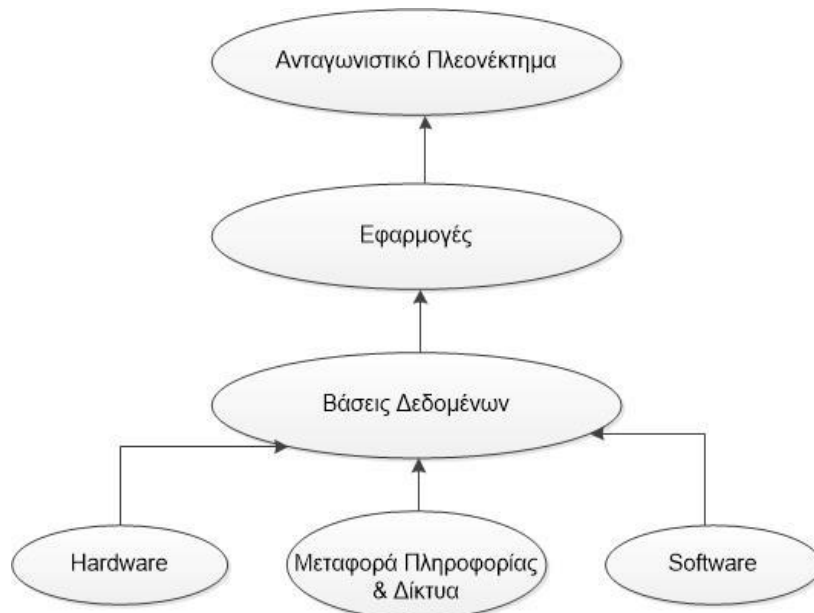 Ανταγωνιστικό Πλεονέκτημα
Εφαρμογές
Βάσεις Δεδομένων
Hardware
Μεταφορά Πληροφορίας
& Δίκτυα
Software